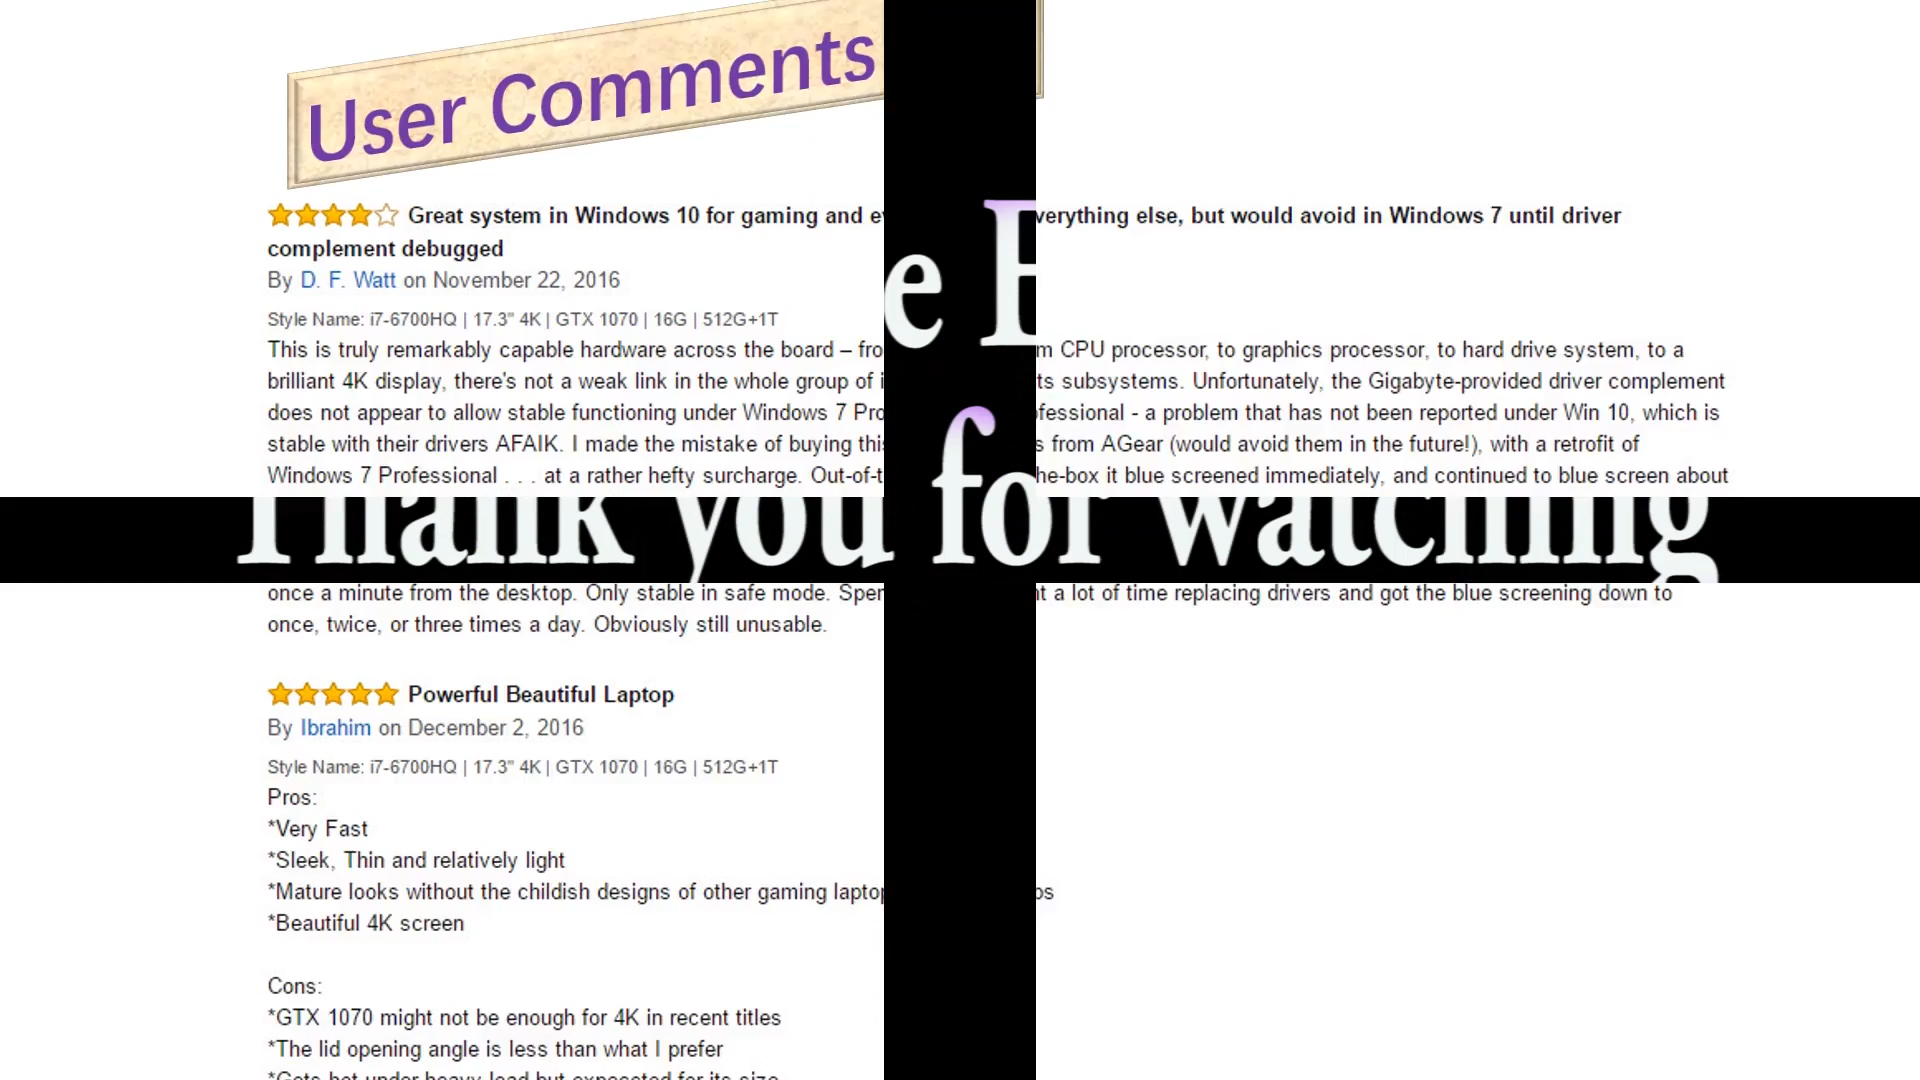 User Comments
Great system in Windows 10 for gaming and everything else, but would avoid in Windows 7 until driver
complement debugged
By D. F. Watt on November 22, 2016
Style Name: i7-6700HQ | 17.3" 4K | GTX 1070 | 16G | 512G+1T
This is truly remarkably capable hardware across the board – from CPU processor, to graphics processor, to hard drive system, to a
brilliant 4K display, there's not a weak link in the whole group of its subsystems. Unfortunately, the Gigabyte-provided driver complement
does not appear to allow stable functioning under Windows 7 Professional - a problem that has not been reported under Win 10, which is
stable with their drivers AFAIK. I made the mistake of buying this from AGear (would avoid them in the future!), with a retrofit of
Windows 7 Professional . . . at a rather hefty surcharge. Out-of-the-box it blue screened immediately, and continued to blue screen about
Thank you for watching
once a minute from the desktop. Only stable in safe mode. Spent a lot of time replacing drivers and got the blue screening down to
once, twice, or three times a day. Obviously still unusable.
Powerful Beautiful Laptop
By Ibrahim on December 2, 2016
Style Name: i7-6700HQ | 17.3" 4K | GTX 1070 | 16G | 512G+1T
Pros:
*Very Fast
*Sleek, Thin and relatively light
*Mature looks without the childish designs of other gaming laptops
*Beautiful 4K screen
Cons:
*GTX 1070 might not be enough for 4K in recent titles
*The lid opening angle is less than what I prefer